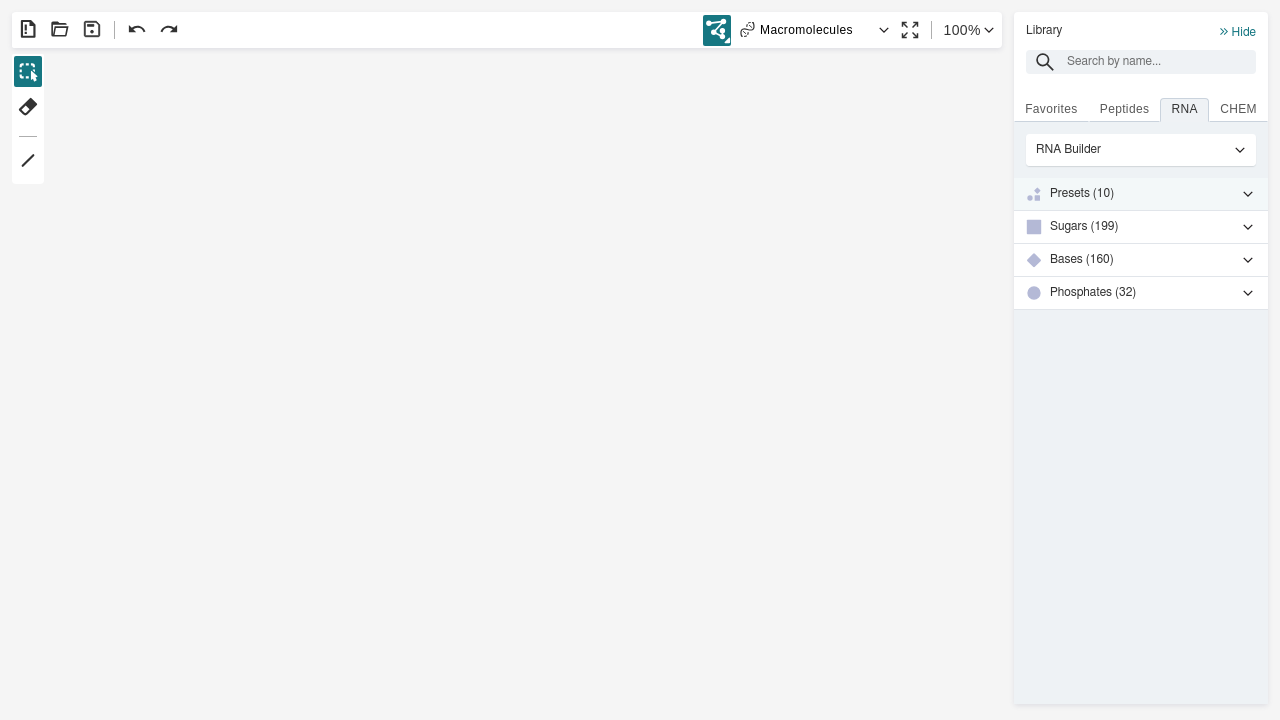 Macromolecules
100%
Library
Hide
Search by name...
Favorites
Peptides
RNA
CHEM
RNA Builder
Presets (10)
Sugars (199)
Bases (160)
Phosphates (32)